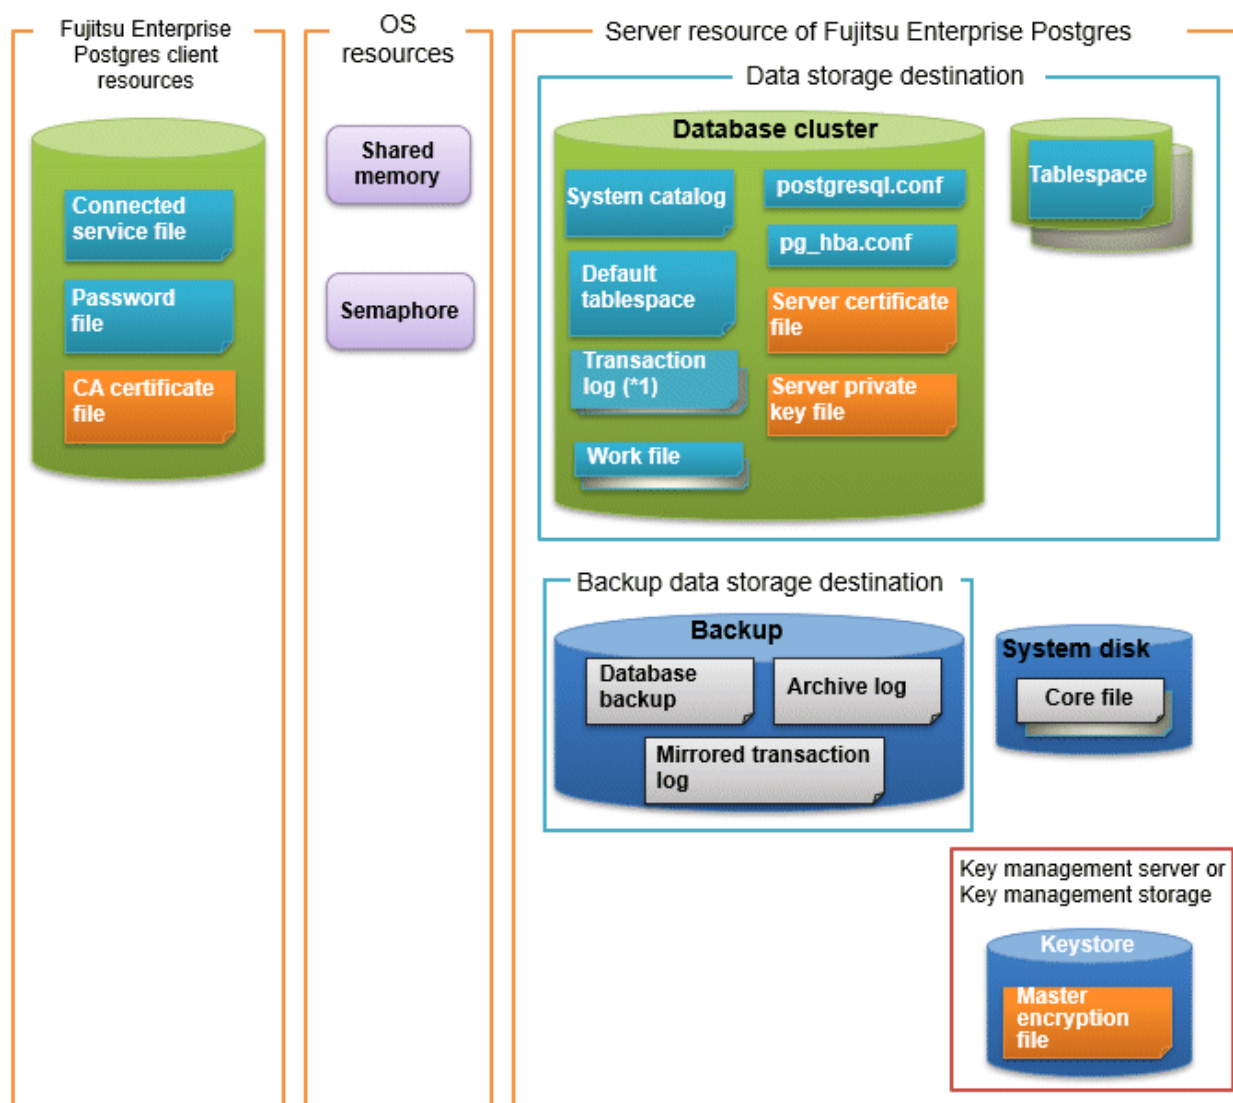 Fujitsu Enterprise
Postgres client
resources
Connected
service file
Password
file
CA certificate
file
OS
resources
Shared
memory
Semaphore
Server resource of Fujitsu Enterprise Postgres
Data storage destination
Database cluster
System catalog
Default
tablespace
Transaction
log (*1)
Work file
postgresql.conf
pg_hba.conf
Server certificate
file
Server private
key file
Tablespace
Backup data storage destination
Backup
Database
backup
Archive log
Mirrored transaction
log
System disk
Core file
Key management server or
Key management storage
Keystore
Master
encryption
file